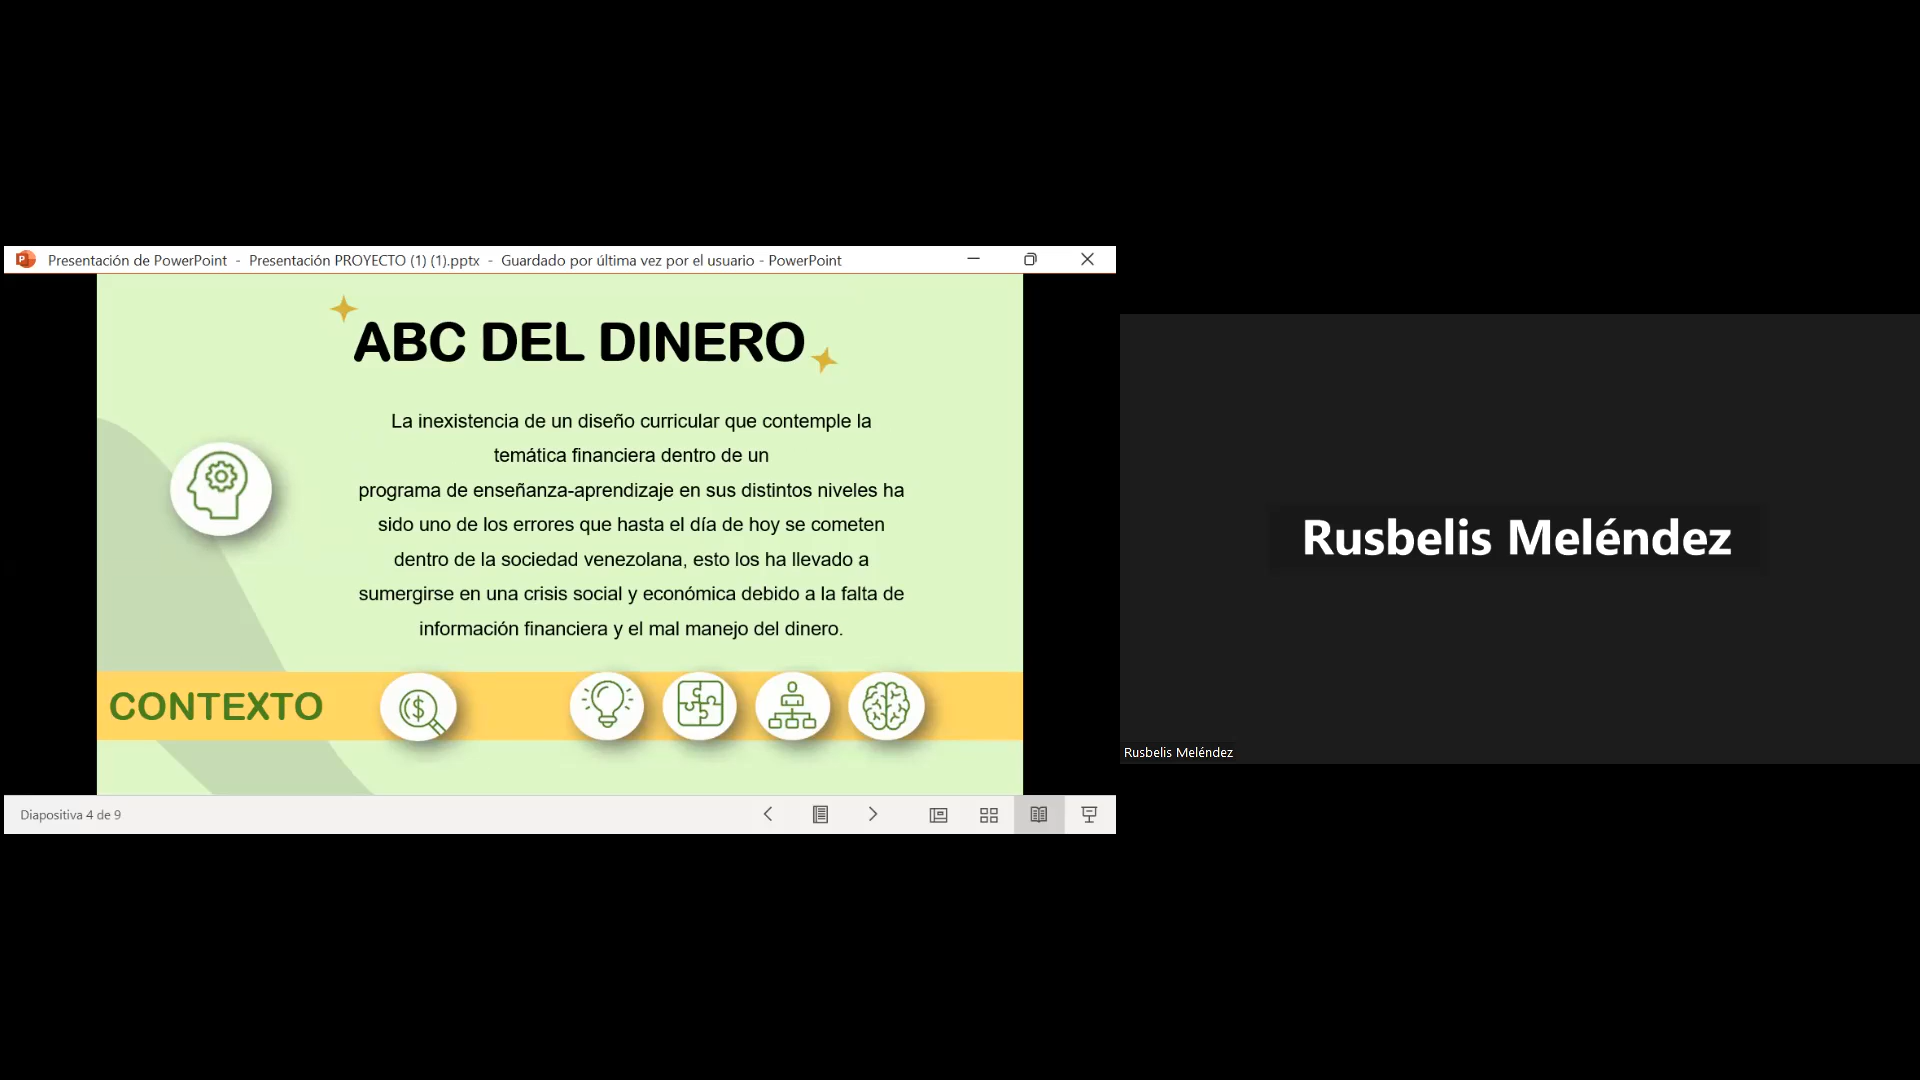 Presentación de PowerPoint - Presentación PROYECTO (1) (1).pptx - Guardado por última vez por el usuario - PowerPoint
ABC DEL DINERO
La inexistencia de un diseño curricular que contemple la
temática financiera dentro de un
programa de enseñanza-aprendizaje en sus distintos niveles ha
sido uno de los errores que hasta el día de hoy se cometen
dentro de la sociedad venezolana, esto los ha llevado a
sumergirse en una crisis social y económica debido a la falta de
información financiera y el mal manejo del dinero.
CONTEXTO
Diapositiva 4 de 9
Rusbelis Meléndez
Rusbelis Meléndez